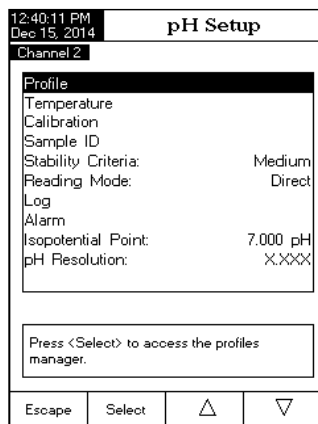 12:40:11 PM
Dec 15, 2014
pH Setup
Channel 2
Profile
Temperature
Calibration
Sample ID
Stability Criteria: Medium
Reading Mode: Direct
Log
Alarm
Isopotential Point: 7.000 pH
pH Resolution: X.XXX
Press <Select> to access the profiles
manager.
Escape Select △ ▽